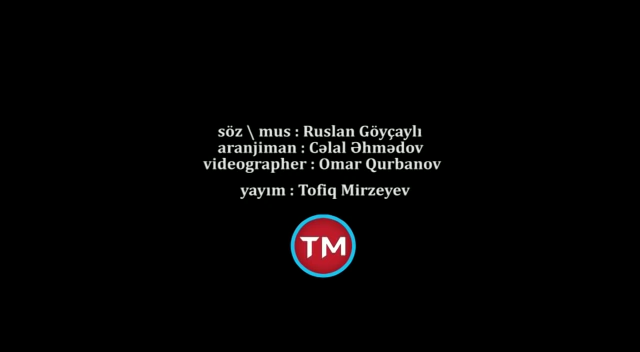 söz \ mus : Ruslan Göyçaylı
aranjiman : Cəlal Əhmədov
videographer : Omar Qurbanov
yayım : Tofiq Mirzeyev
TM